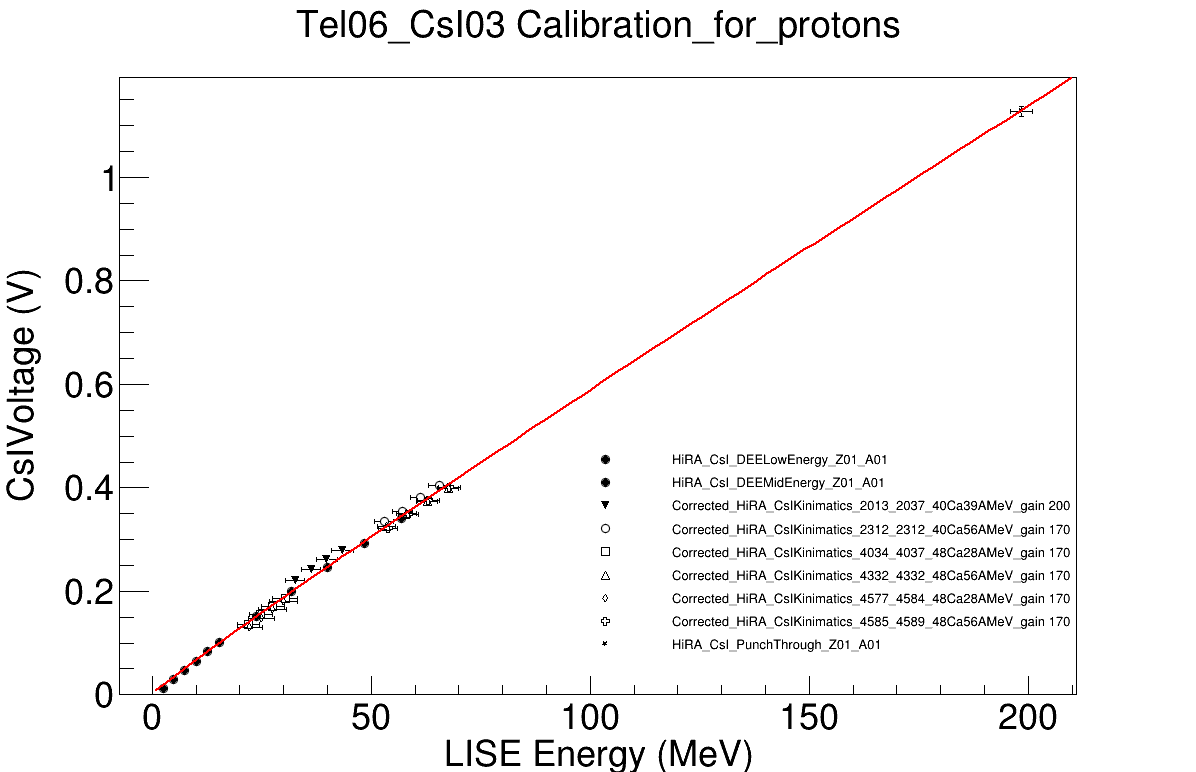 Tel06_CsI03 Calibration_for_protons
CsIVoltage (V)
1
0.8
0.6
0.4
0.2
0
HiRA_CsI_DEELowEnergy_Z01_A01
HiRA_CsI_DEEMidEnergy_Z01_A01
Corrected_HiRA_CsIKinimatics_2013_2037_40Ca39AMeV_gain 200
Corrected_HiRA_CsIKinimatics_2312_2312_40Ca56AMeV_gain 170
Corrected_HiRA_CsIKinimatics_4034_4037_48Ca28AMeV_gain 170
Corrected_HiRA_CsIKinimatics_4332_4332_48Ca56AMeV_gain 170
Corrected_HiRA_CsIKinimatics_4577_4584_48Ca28AMeV_gain 170
Corrected_HiRA_CsIKinimatics_4585_4589_48Ca56AMeV_gain 170
HiRA_CsI_PunchThrough_Z01_A01
0 50 100 150 200
LISE Energy (MeV)